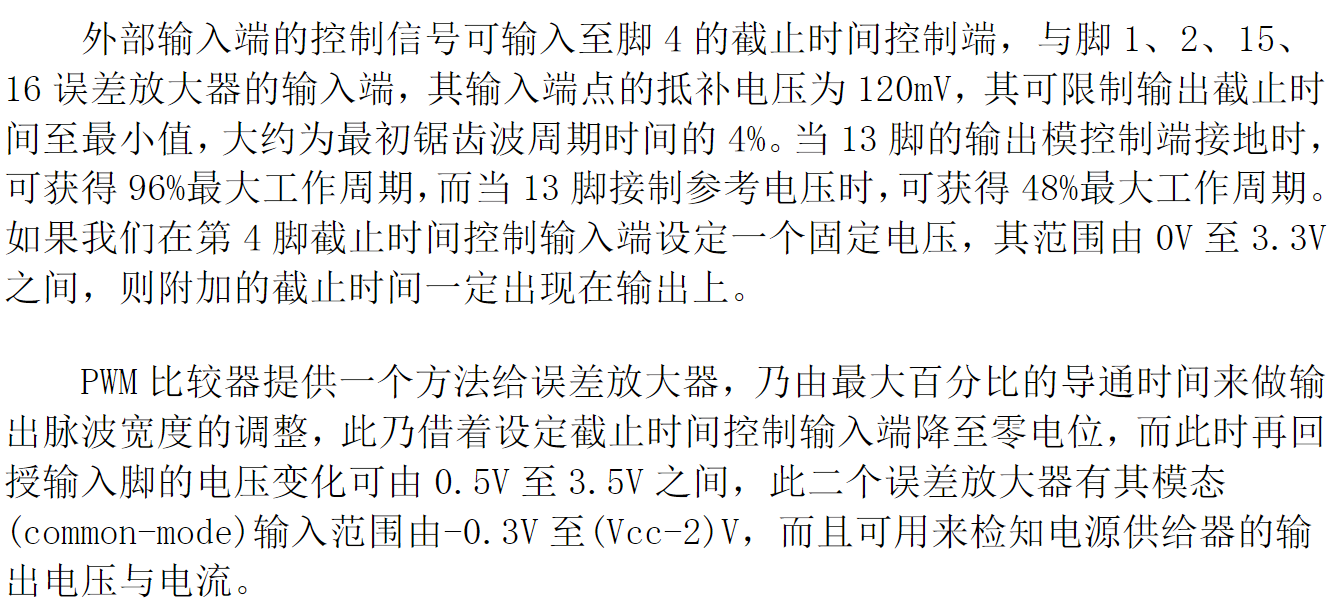 外部输入端的控制信号可输入至脚 4 的截止时间控制端，与脚 1、2、15、
16 误差放大器的输入端，其输入端点的抵补电压为 120mV，其可限制输出截止时
间至最小值，大约为最初锯齿波周期时间的 4%。当 13 脚的输出模控制端接地时，
可获得 96%最大工作周期，而当 13 脚接制参考电压时，可获得 48%最大工作周期。
如果我们在第 4 脚截止时间控制输入端设定一个固定电压，其范围由 0V 至 3.3V
之间，则附加的截止时间一定出现在输出上。
PWM 比较器提供一个方法给误差放大器，乃由最大百分比的导通时间来做输
出脉波宽度的调整，此乃借着设定截止时间控制输入端降至零电位，而此时再回
授输入脚的电压变化可由 0.5V 至 3.5V 之间，此二个误差放大器有其模态
(common-mode)输入范围由-0.3V 至(Vcc-2)V，而且可用来检知电源供给器的输
出电压与电流。